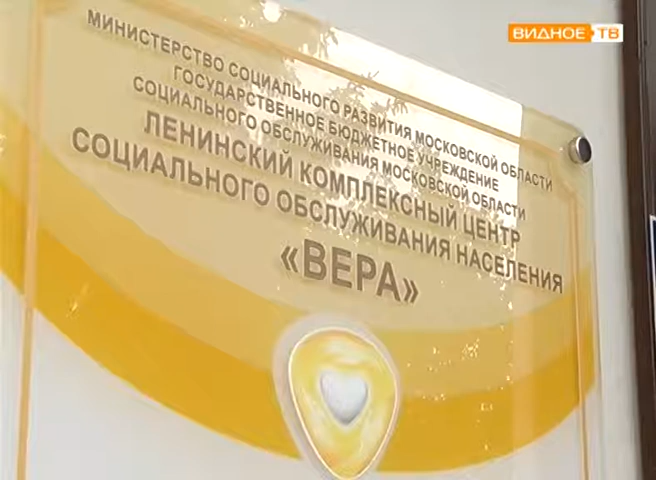 ВИДНОЕ ТВ
МИНИСТЕРСТВО СОЦИАЛЬНОГО РАЗВИТИЯ МОСКОВСКОЙ ОБЛАСТИ
ГОСУДАРСТВЕННОЕ БЮДЖЕТНОЕ УЧРЕЖДЕНИЕ
СОЦИАЛЬНОГО ОБСЛУЖИВАНИЯ МОСКОВСКОЙ ОБЛАСТИ
ЛЕНИНСКИЙ КОМПЛЕКСНЫЙ ЦЕНТР
СОЦИАЛЬНОГО ОБСЛУЖИВАНИЯ НАСЕЛЕНИЯ
«ВЕРА»